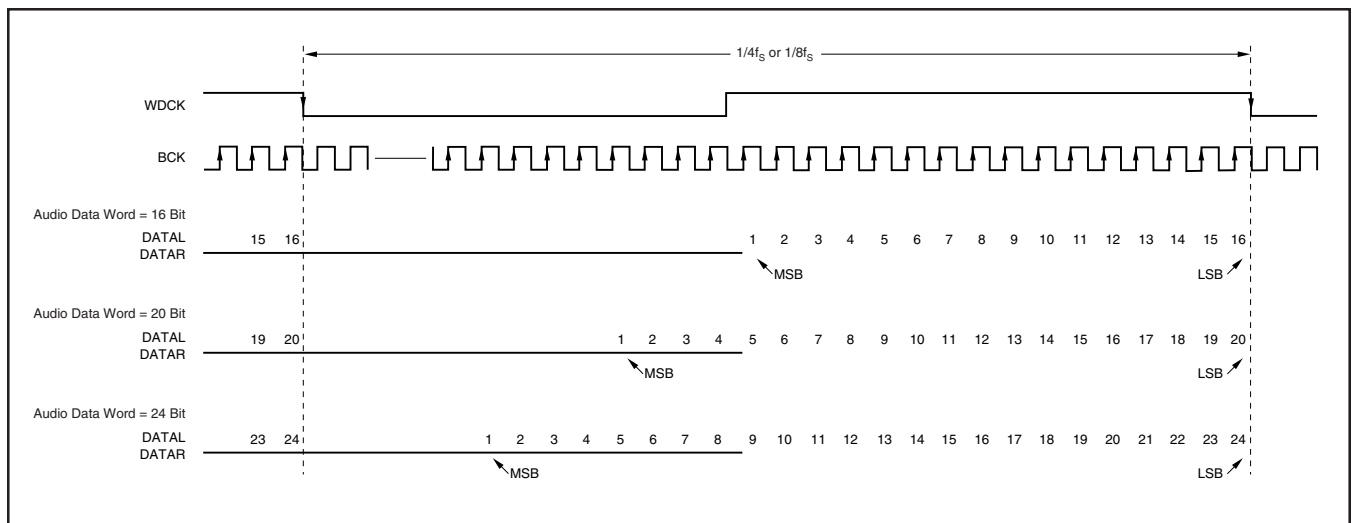 1/4fS or 1/8fS
WDCK
BCK
Audio Data Word = 16 Bit
DATAL 15 16 1 2 3 4 5 6 7 8 9 10 11 12 13 14 15 16
DATAR
MSB LSB
Audio Data Word = 20 Bit
DATAL 19 20 1 2 3 4 5 6 7 8 9 10 11 12 13 14 15 16 17 18 19 20
DATAR
MSB LSB
Audio Data Word = 24 Bit
DATAL 23 24 1 2 3 4 5 6 7 8 9 10 11 12 13 14 15 16 17 18 19 20 21 22 23 24
DATAR
MSB LSB